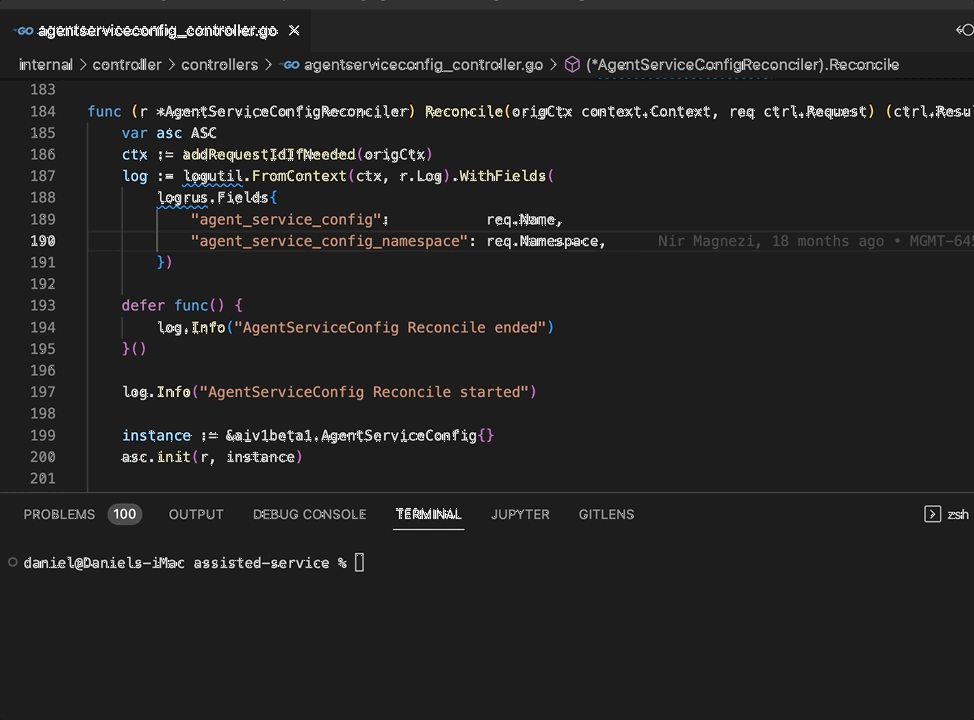 agentserviceconfig_controller.go
internal > controller > controllers > agentserviceconfig_controller.go > (*AgentServiceConfigReconciler).Reconcile
183
184 func (r *AgentServiceConfigReconciler) Reconcile(origCtx context.Context, req ctrl.Request) (ctrl.Resu
185 var asc ASC
186 ctx := addRequestIdIfNeeded(origCtx)
187 log := logutil.FromContext(ctx, r.Log).WithFields(
188 logrus.Fields{
189 "agent_service_config": req.Name,
190 "agent_service_config_namespace": req.Namespace, Nir Magnezi, 18 months ago • MGMT-645
191 })
192
193 defer func() {
194 log.Info("AgentServiceConfig Reconcile ended")
195 }()
196
197 log.Info("AgentServiceConfig Reconcile started")
198
199 instance := &aiv1beta1.AgentServiceConfig{}
200 asc.init(r, instance)
201
PROBLEMS 100 OUTPUT DEBUG CONSOLE TERMINAL JUPYTER GITLENS zsh
daniel@Daniels-iMac assisted-service %